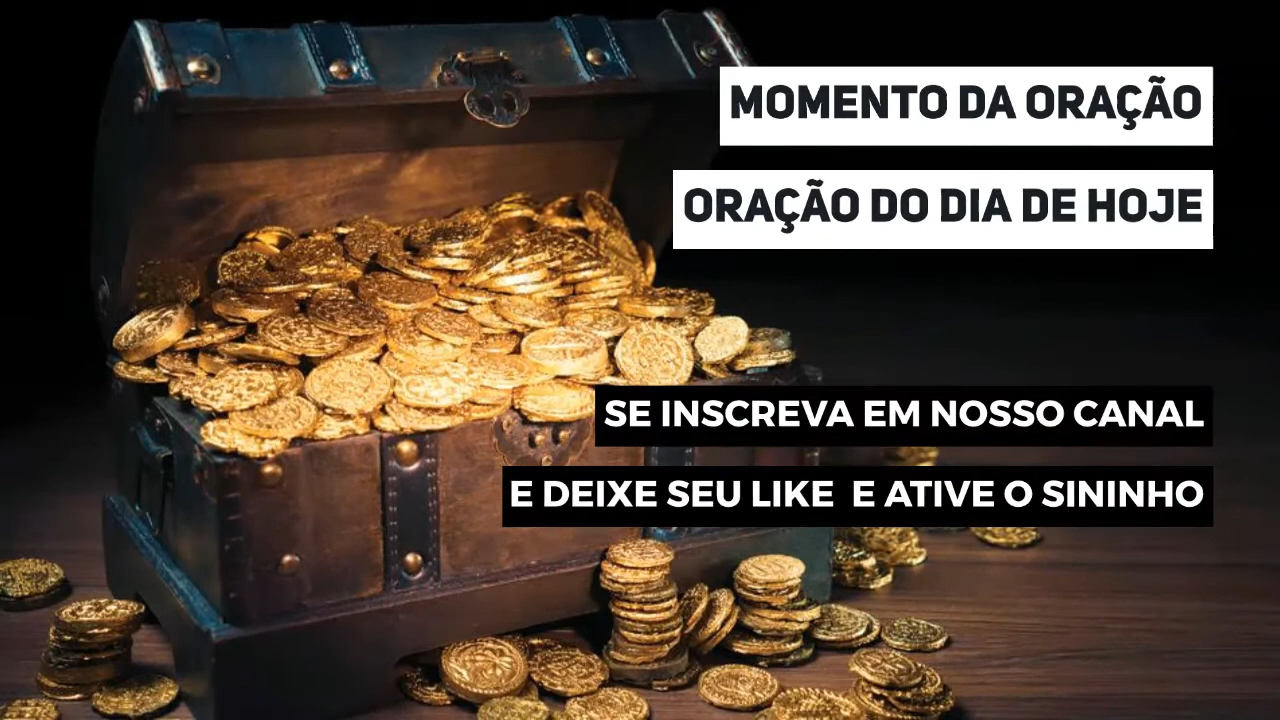 MOMENTO DA ORAÇÃO
ORAÇÃO DO DIA DE HOJE
SE INSCREVA EM NOSSO CANAL
E DEIXE SEU LIKE E ATIVE O SININHO